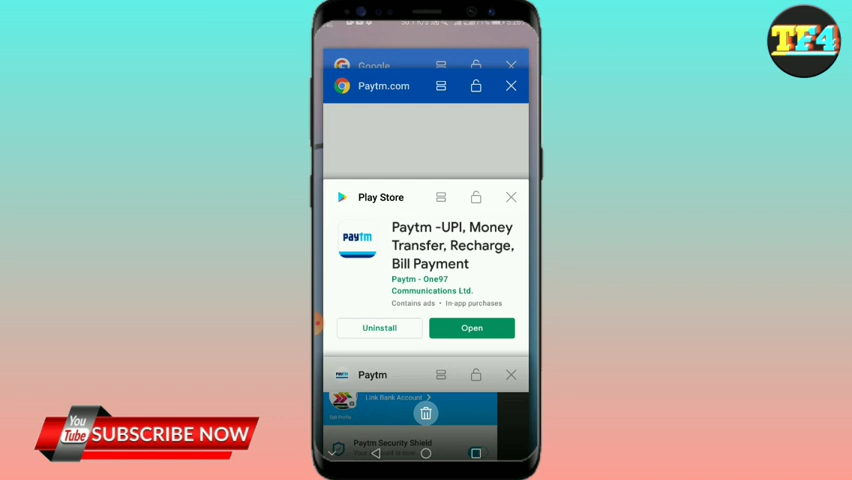 TF4
Google
Paytm.com
Play Store
paytm
Paytm -UPI, Money
Transfer, Recharge,
Bill Payment
Paytm - One97
Communications Ltd.
Contains ads • In-app purchases
Uninstall
Open
Paytm
Link Bank Account >
Paytm Security Shield
You
Tube
SUBSCRIBE NOW